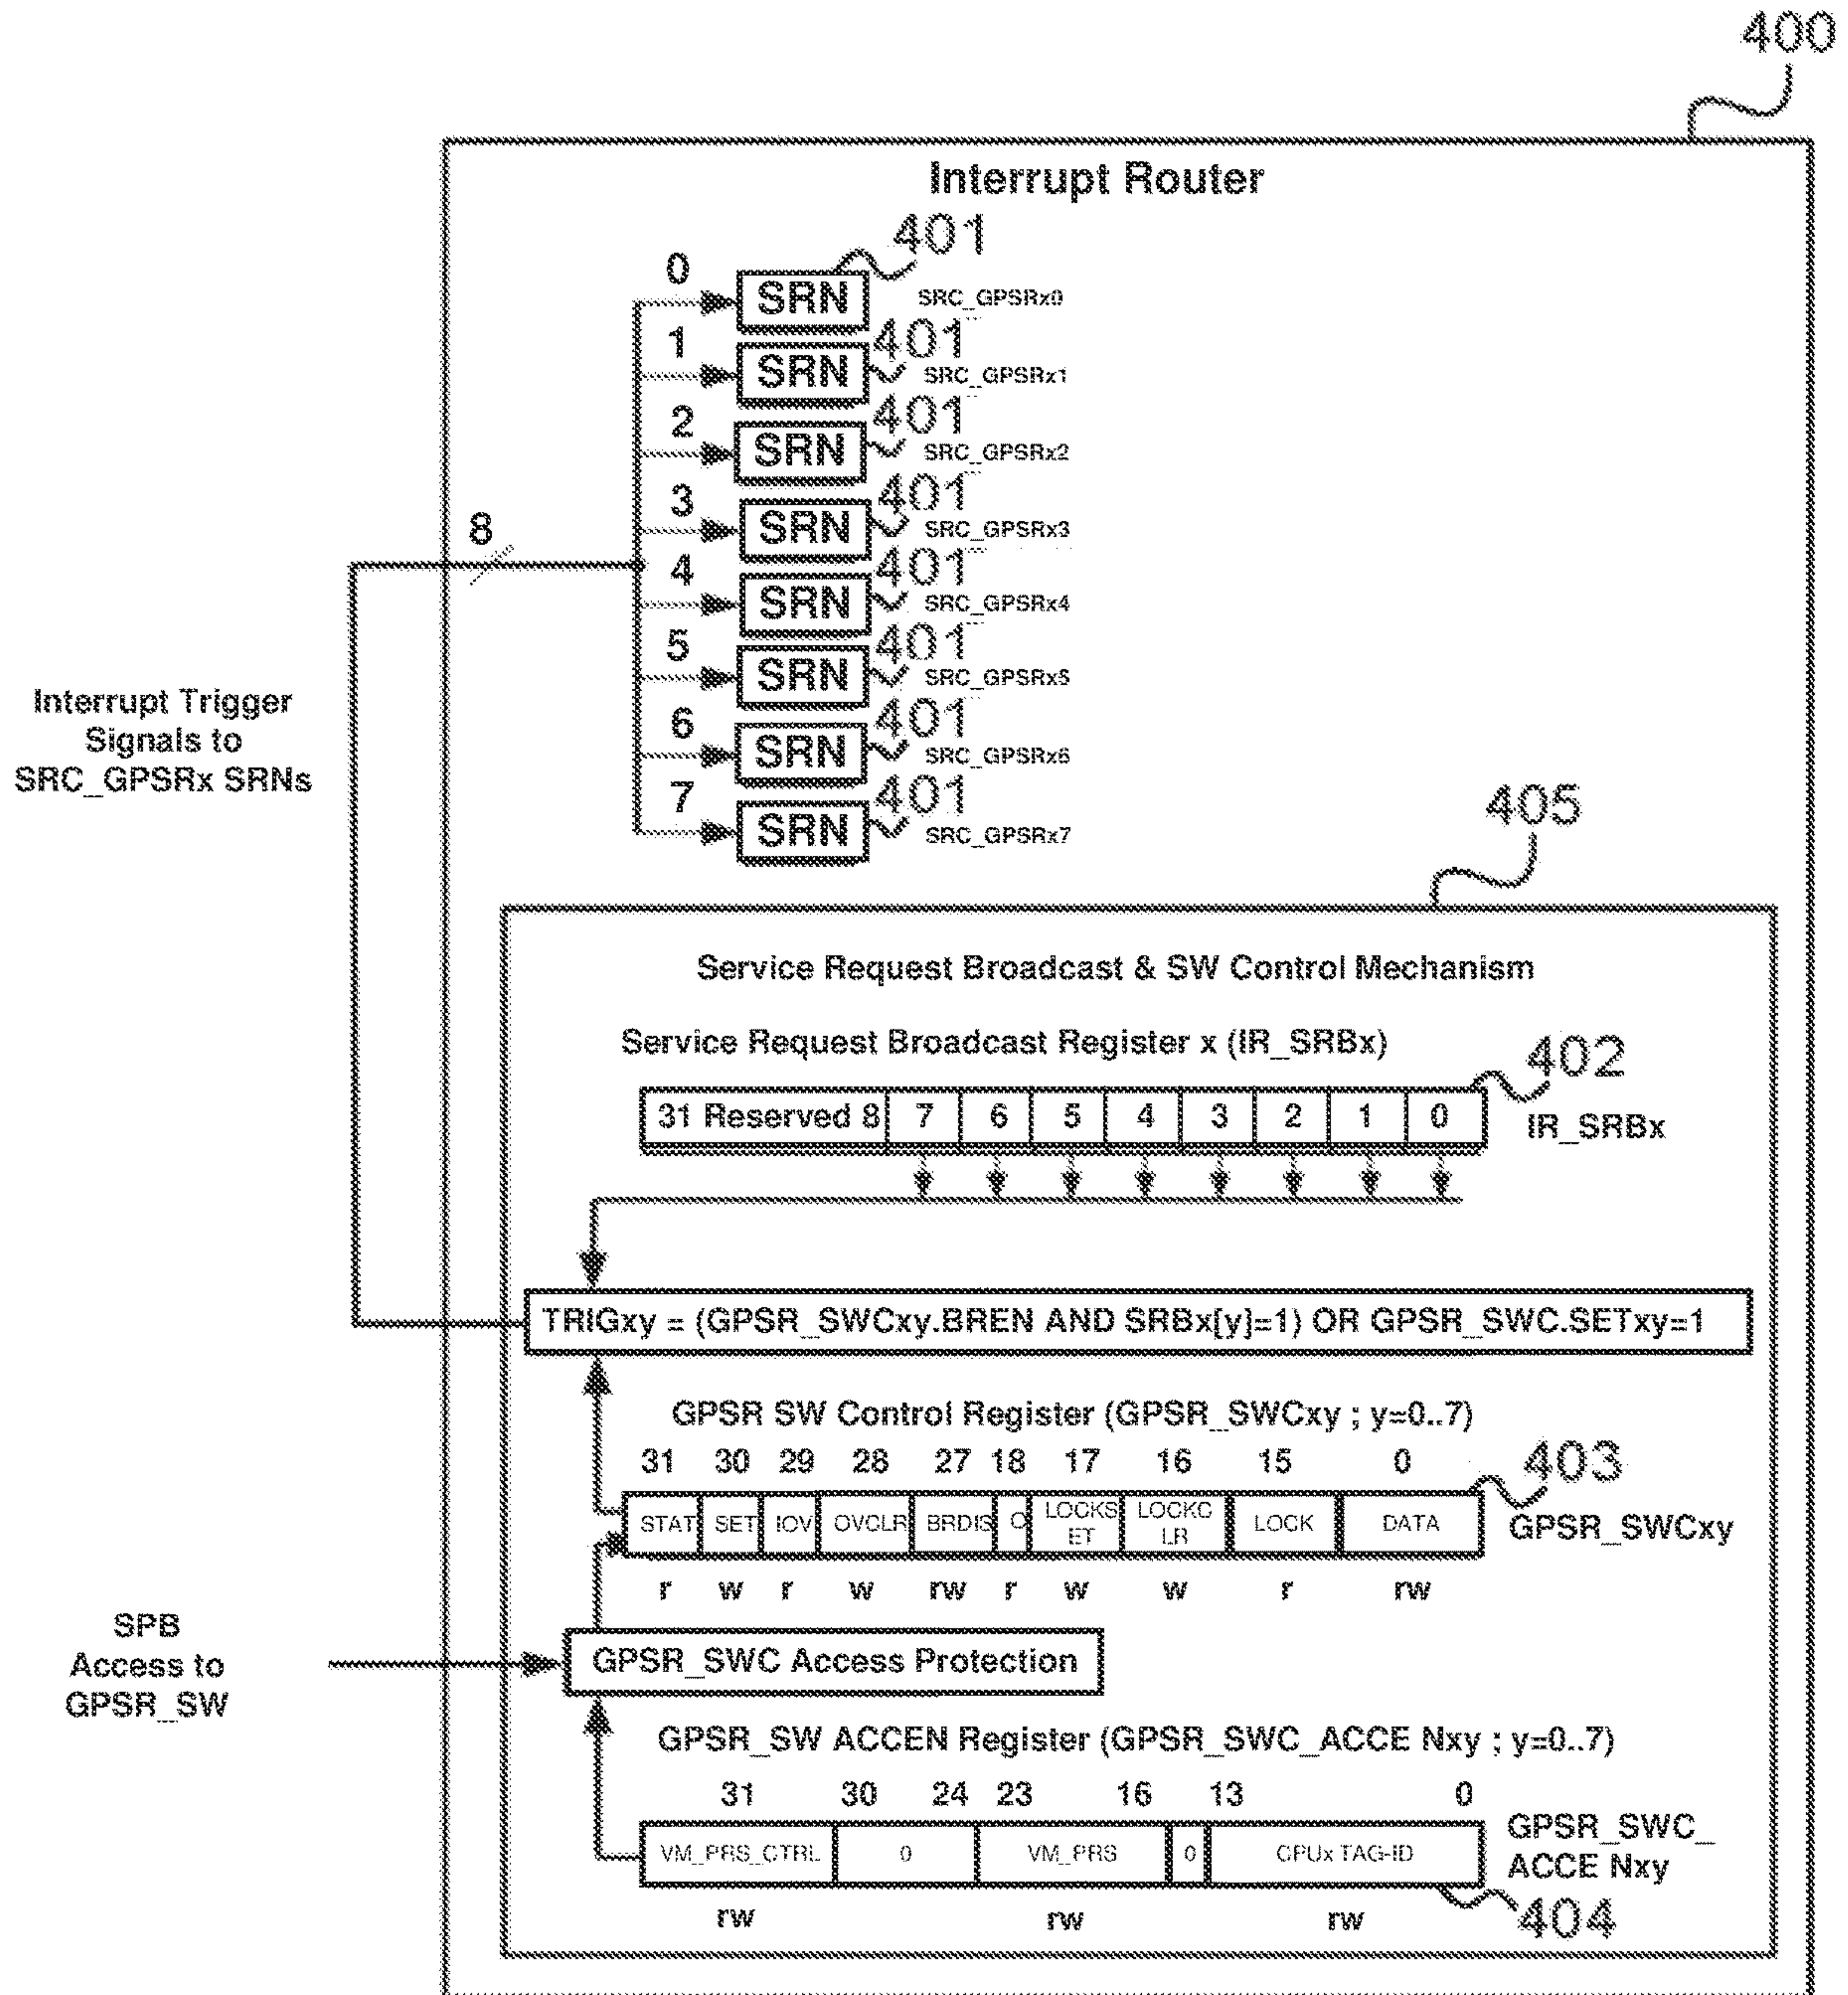 400
Interrupt Router
401
0 SRN SRC_GPSRx0
401
1 SRN SRC_GPSRx1
401
2 SRN SRC_GPSRx2
401
3 SRN SRC_GPSRx3
8
401
4 SRN SRC_GPSRx4
401
5 SRN SRC_GPSRx5
401
6 SRN SRC_GPSRx6
401
7 SRN SRC_GPSRx7
Interrupt Trigger
Signals to
SRC_GPSRx SRNs
405
Service Request Broadcast & SW Control Mechanism
Service Request Broadcast Register x (IR_SRBx)
402
31 Reserved 8 7 6 5 4 3 2 1 0
IR_SRBx
TRIGxy = (GPSR_SWCxy.BREN AND SRBx[y]=1) OR GPSR_SWC.SETxy=1
GPSR SW Control Register (GPSR_SWCxy ; y=0..7)
31 30 29 28 27 18 17 16 15 0
403
STAT SET IOV OVCLR BRDIS 0 LOCKS ET LOCKC LR LOCK DATA
GPSR_SWCxy
r w r w rw r w w r rw
SPB
Access to
GPSR_SW
GPSR_SWC Access Protection
GPSR_SW ACCEN Register (GPSR_SWC_ACCE Nxy ; y=0..7)
31 30 24 23 16 13 0
VM_PRS_CTRL 0 VM_PRS 0 CPUx TAG-ID
GPSR_SWC_
ACCE Nxy
rw rw rw
404